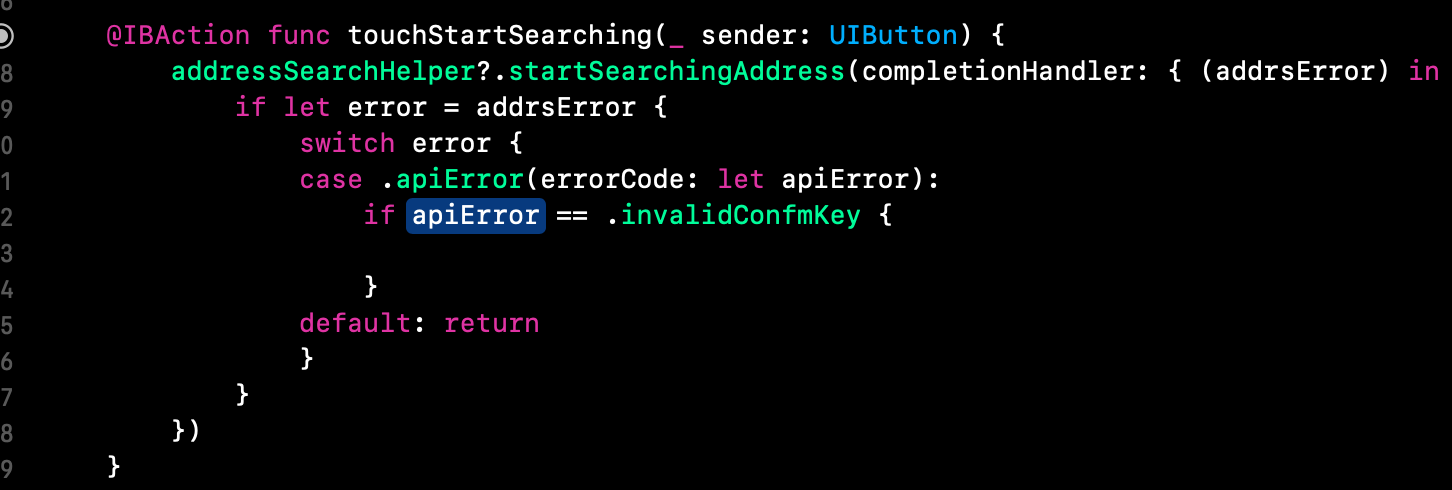 6
@IBAction func touchStartSearching(_ sender: UIButton) {
8 addressSearchHelper?.startSearchingAddress(completionHandler: { (addrsError) in
9 if let error = addrsError {
0 switch error {
1 case .apiError(errorCode: let apiError):
2 if apiError == .invalidConfmKey {
3
4 }
5 default: return
6 }
7 }
8 })
9 }